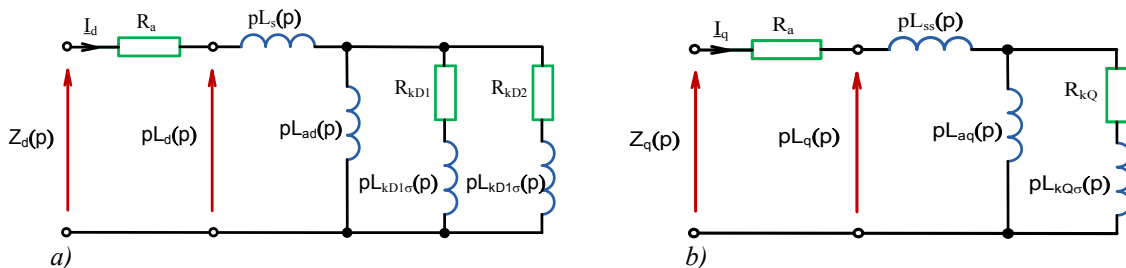 I_d R_a pL_s(p)
R_kD1 R_kD2
pL_ad(p)
Z_d(p) pL_d(p)
pL_kD1σ(p) pL_kD1σ(p)
a)
I_q R_a pL_ss(p)
R_kQ
pL_aq(p)
Z_q(p) pL_q(p)
pL_kQσ(p)
b)